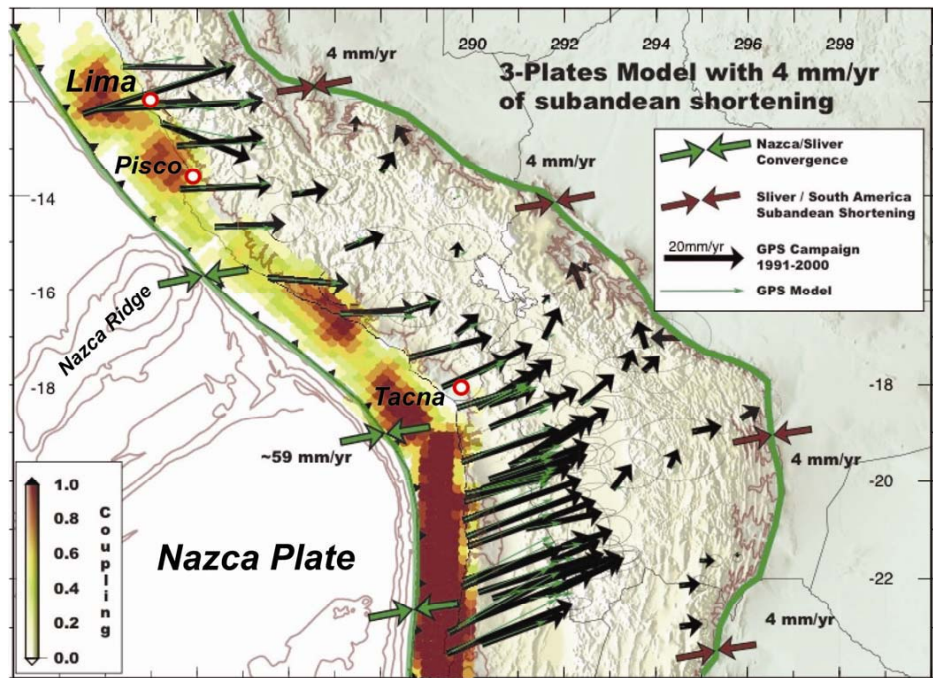 290 292 294 296 298
4 mm/yr
3-Plates Model with 4 mm/yr
of subandean shortening
Lima
Nazca/Sliver
Convergence
Pisco
4 mm/yr
Sliver / South America
Subandean Shortening
-14
20mm/yr
GPS Campaign
1991-2000
GPS Model
-16
Nazca Ridge
-18
-18
Tacna
~59 mm/yr
4 mm/yr
1.0
0.8
0.6
0.4
0.2
0.0
Coupling
-20
Nazca Plate
-22
4 mm/yr